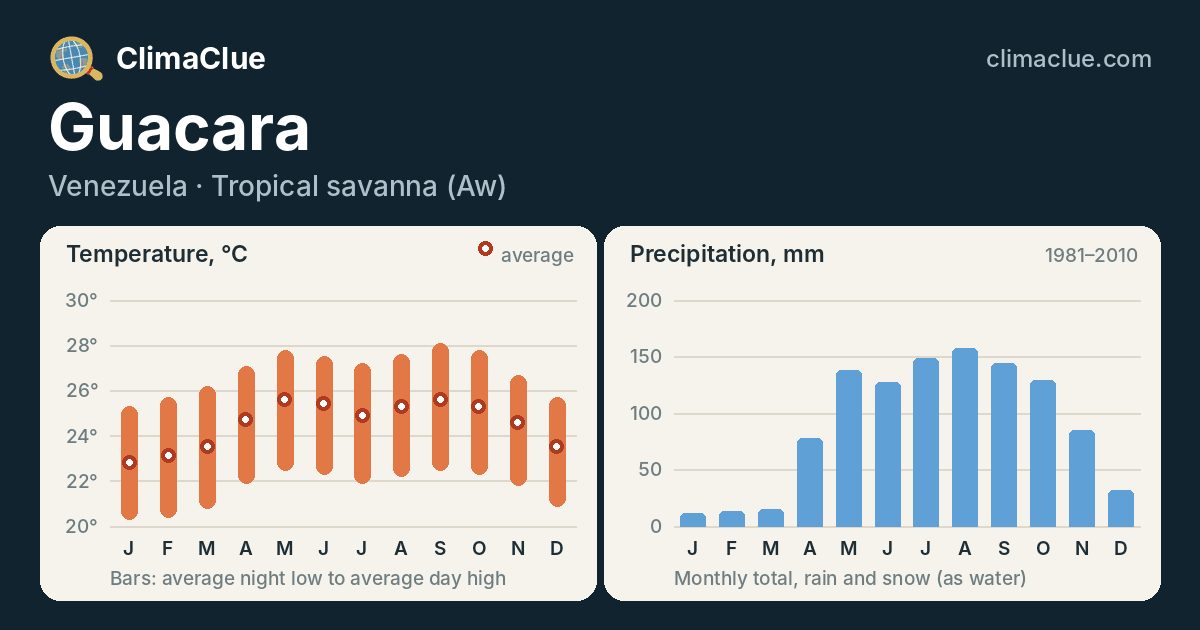 ClimaClue
climaclue.com
Guacara
Venezuela · Tropical savanna (Aw)
Temperature, °C
average
30°
28°
26°
24°
22°
20°
J F M A M J J A S O N D
Bars: average night low to average day high
Precipitation, mm
1981–2010
200
150
100
50
0
J F M A M J J A S O N D
Monthly total, rain and snow (as water)